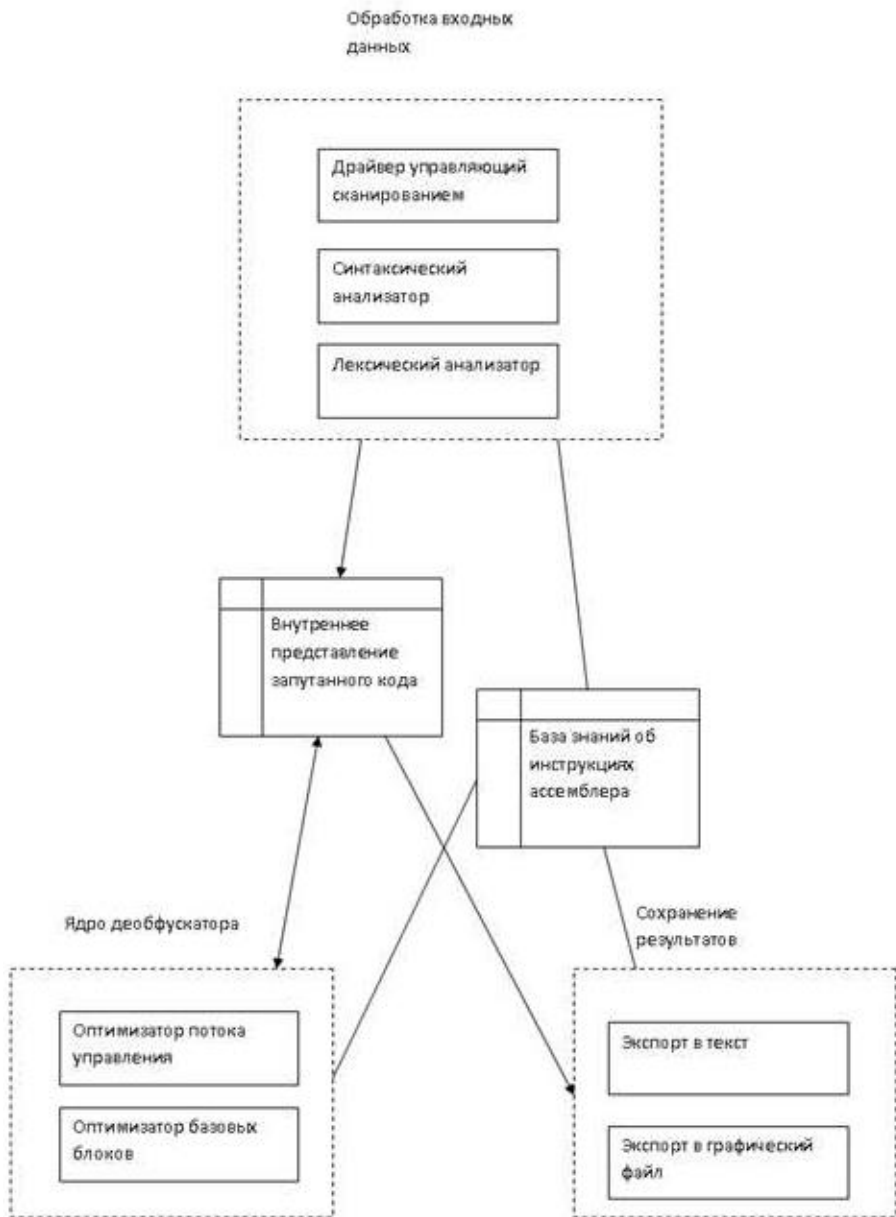 Обработка входных
данных
Драйвер управляющий
сканированием
Синтаксический
анализатор
Лексический анализатор
Внутреннее
представление
запутанного кода
База знаний об
инструкциях
ассемблера
Ядро деобфускатора
Сохранение
результатов
Оптимизатор потока
управления
Оптимизатор базовых
блоков
Экспорт в текст
Экспорт в графический
файл